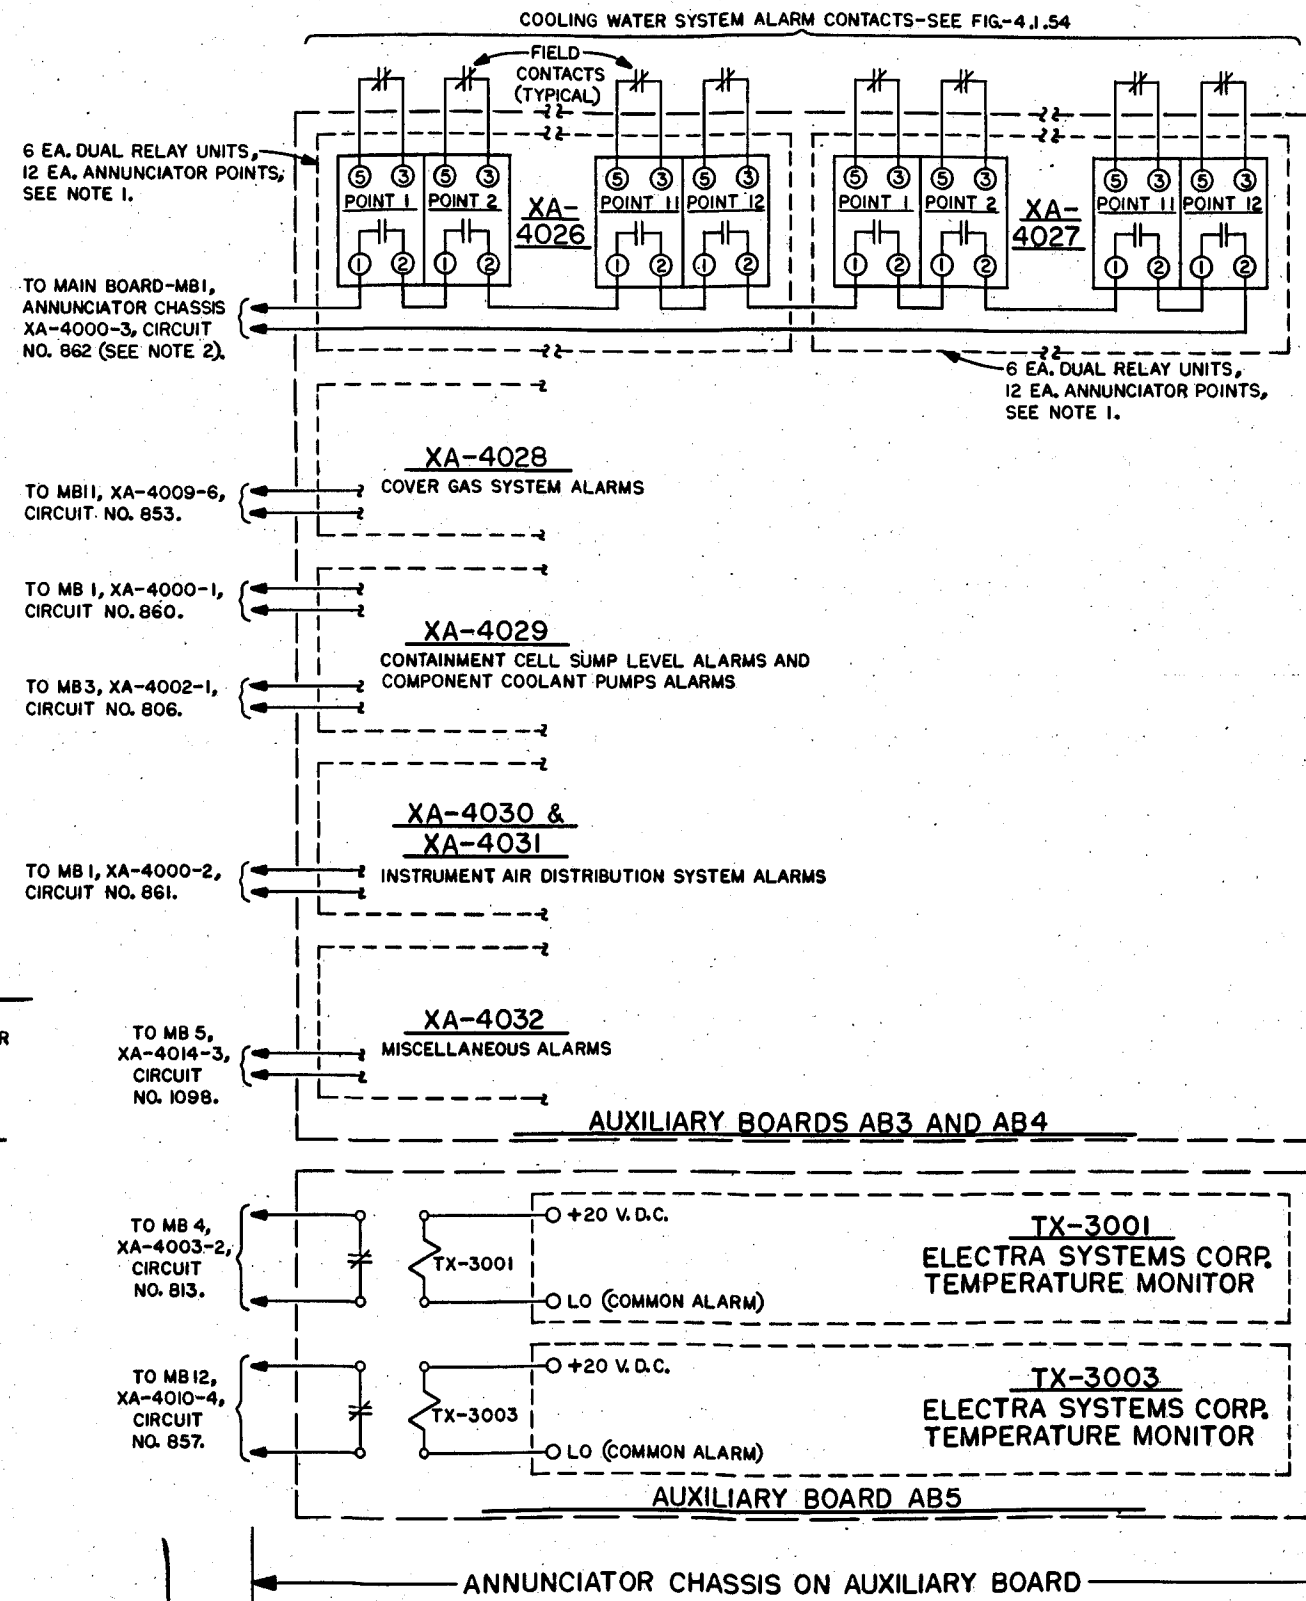 COOLING WATER SYSTEM ALARM CONTACTS-SEE FIG.-4.1.54
FIELD
CONTACTS
(TYPICAL)
6 EA. DUAL RELAY UNITS,
12 EA. ANNUNCIATOR POINTS,
SEE NOTE 1.
5 3 5 3 5 3 5 3 5 3 5 3 5 3 5 3
POINT 1 POINT 2 XA-4026 POINT 11 POINT 12 POINT 1 POINT 2 XA-4027 POINT 11 POINT 12
1 2 1 2 1 2 1 2 1 2 1 2 1 2 1 2
TO MAIN BOARD-MB1,
ANNUNCIATOR CHASSIS
XA-4000-3, CIRCUIT
NO. 862 (SEE NOTE 2).
6 EA. DUAL RELAY UNITS,
12 EA. ANNUNCIATOR POINTS,
SEE NOTE 1.
XA-4028
COVER GAS SYSTEM ALARMS
TO MB11, XA-4009-6,
CIRCUIT NO. 853.
TO MB 1, XA-4000-1,
CIRCUIT NO. 860.
XA-4029
CONTAINMENT CELL SUMP LEVEL ALARMS AND
COMPONENT COOLANT PUMPS ALARMS
TO MB3, XA-4002-1,
CIRCUIT NO. 806.
XA-4030 &
XA-4031
INSTRUMENT AIR DISTRIBUTION SYSTEM ALARMS
TO MB 1, XA-4000-2,
CIRCUIT NO. 861.
R
XA-4032
MISCELLANEOUS ALARMS
TO MB 5,
XA-4014-3,
CIRCUIT
NO. 1098.
AUXILIARY BOARDS AB3 AND AB4
TO MB 4,
XA-4003-2,
CIRCUIT
NO. 813.
TX-3001
+20 V.D.C.
LO (COMMON ALARM)
TX-3001
ELECTRA SYSTEMS CORP.
TEMPERATURE MONITOR
TO MB 12,
XA-4010-4,
CIRCUIT
NO. 857.
TX-3003
+20 V.D.C.
LO (COMMON ALARM)
TX-3003
ELECTRA SYSTEMS CORP.
TEMPERATURE MONITOR
AUXILIARY BOARD AB5
ANNUNCIATOR CHASSIS ON AUXILIARY BOARD